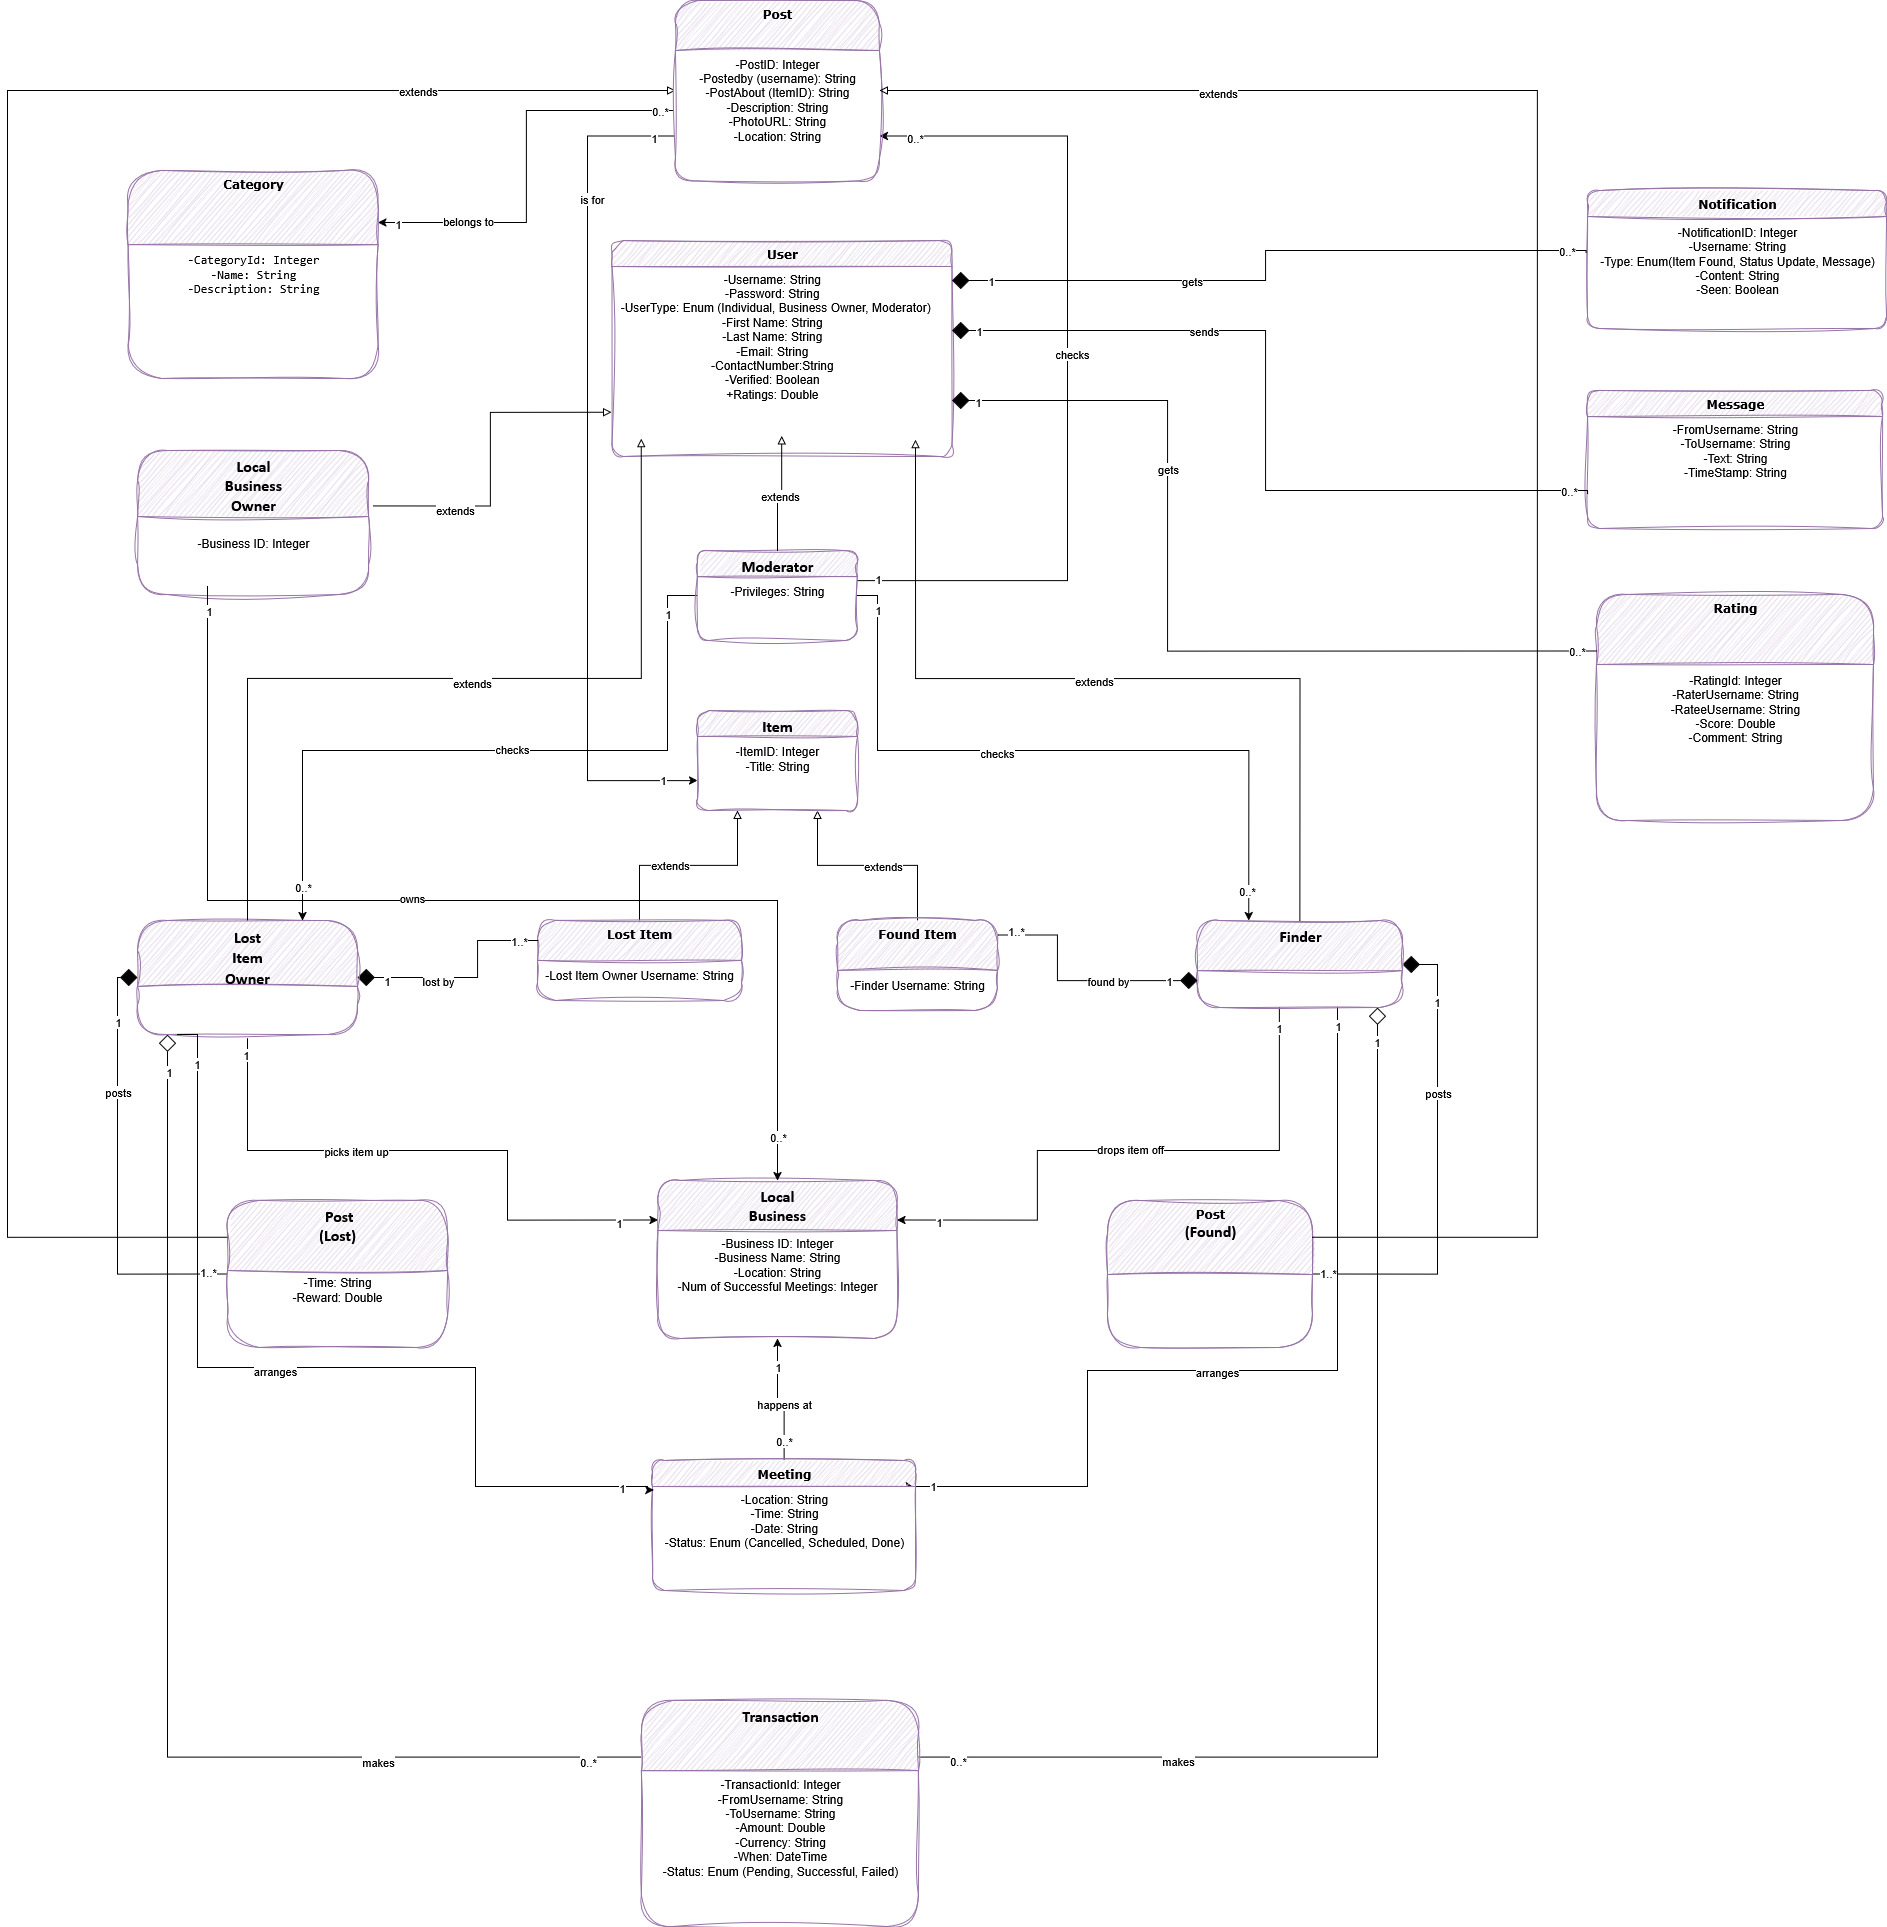 Post
-PostID: Integer
-Postedby (username): String
-PostAbout (ItemID): String
-Description: String
-PhotoURL: String
-Location: String
extends
extends
0..*
1
0..*
is for
belongs to
1
checks
Category
-CategoryId: Integer
-Name: String
-Description: String
User
-Username: String
-Password: String
-UserType: Enum (Individual, Business Owner, Moderator)
-First Name: String
-Last Name: String
-Email: String
-ContactNumber:String
-Verified: Boolean
+Ratings: Double
1
gets
0..*
1
sends
0..*
1
gets
0..*
Notification
-NotificationID: Integer
-Username: String
-Type: Enum(Item Found, Status Update, Message)
-Content: String
-Seen: Boolean
Message
-FromUsername: String
-ToUsername: String
-Text: String
-TimeStamp: String
Local
Business
Owner
-Business ID: Integer
extends
1
extends
Moderator
-Privileges: String
1
1
1
Rating
-RatingId: Integer
-RaterUsername: String
-RateeUsername: String
-Score: Double
-Comment: String
extends
extends
checks
checks
Item
-ItemID: Integer
-Title: String
1
extends
extends
0..*
0..*
owns
Lost
Item
Owner
1
lost by
1..*
Lost Item
-Lost Item Owner Username: String
Found Item
-Finder Username: String
1..*
found by
1
Finder
1
1
1
1
posts
1
1
1
1
posts
picks item up
0..*
drops item off
1
1
Local
Business
-Business ID: Integer
-Business Name: String
-Location: String
-Num of Successful Meetings: Integer
Post
(Lost)
-Time: String
-Reward: Double
1..*
Post
(Found)
1..*
arranges
arranges
1
happens at
0..*
1
1
Meeting
-Location: String
-Time: String
-Date: String
-Status: Enum (Cancelled, Scheduled, Done)
makes
0..*
0..*
makes
Transaction
-TransactionId: Integer
-FromUsername: String
-ToUsername: String
-Amount: Double
-Currency: String
-When: DateTime
-Status: Enum (Pending, Successful, Failed)